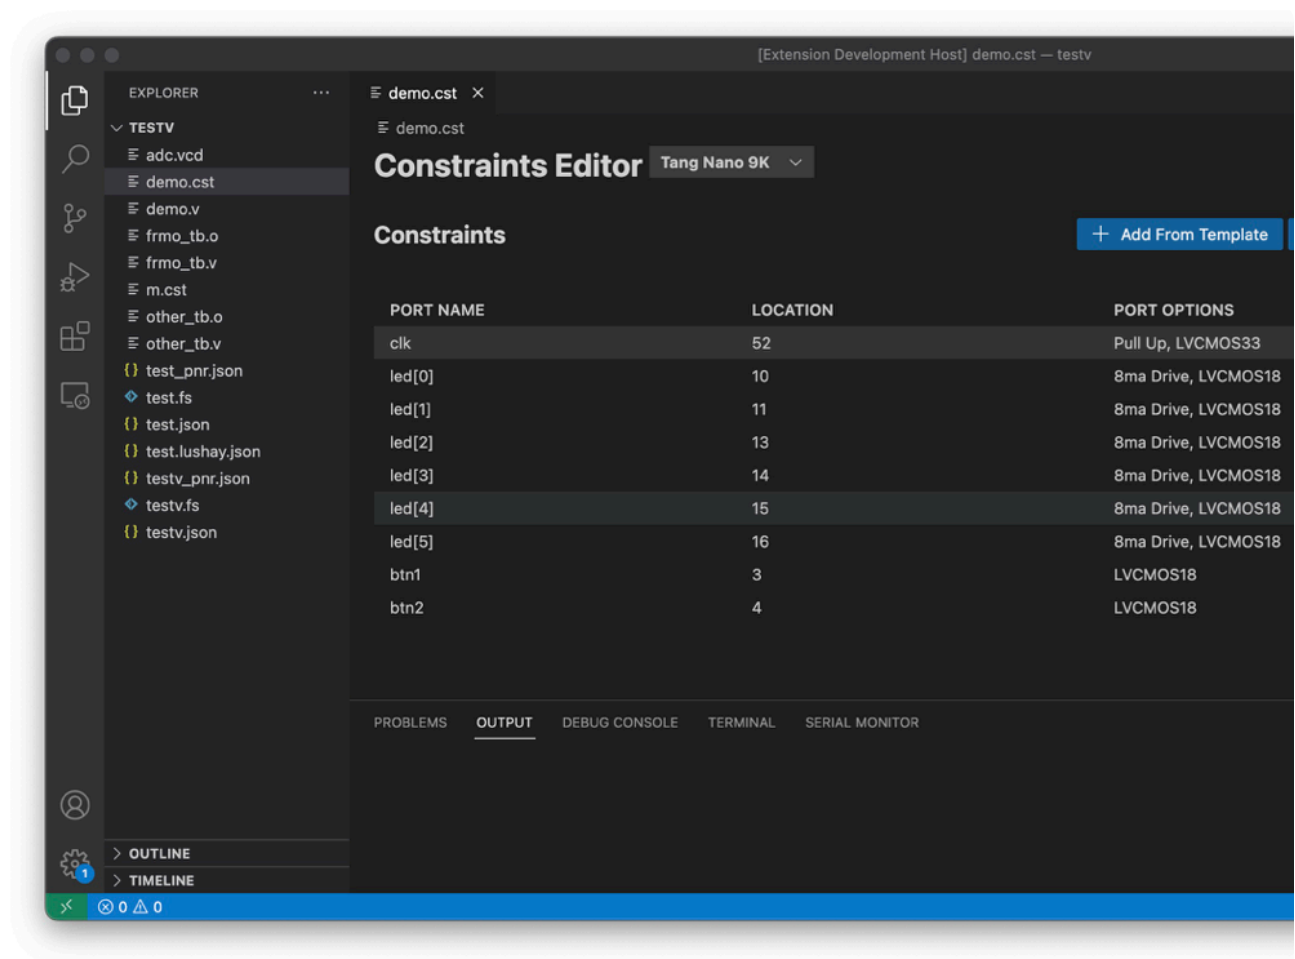 [Extension Development Host] demo.cst — testv
EXPLORER
TESTV
adc.vcd
demo.cst
demo.v
frmo_tb.o
frmo_tb.v
m.cst
other_tb.o
other_tb.v
test_pnr.json
test.fs
test.json
test.lushay.json
testv_pnr.json
testv.fs
testv.json
OUTLINE
TIMELINE
demo.cst
demo.cst
Constraints Editor Tang Nano 9K
Constraints
Add From Template
PORT NAME LOCATION PORT OPTIONS
clk 52 Pull Up, LVCMOS33
led[0] 10 8ma Drive, LVCMOS18
led[1] 11 8ma Drive, LVCMOS18
led[2] 13 8ma Drive, LVCMOS18
led[3] 14 8ma Drive, LVCMOS18
led[4] 15 8ma Drive, LVCMOS18
led[5] 16 8ma Drive, LVCMOS18
btn1 3 LVCMOS18
btn2 4 LVCMOS18
PROBLEMS OUTPUT DEBUG CONSOLE TERMINAL SERIAL MONITOR
1
0 0